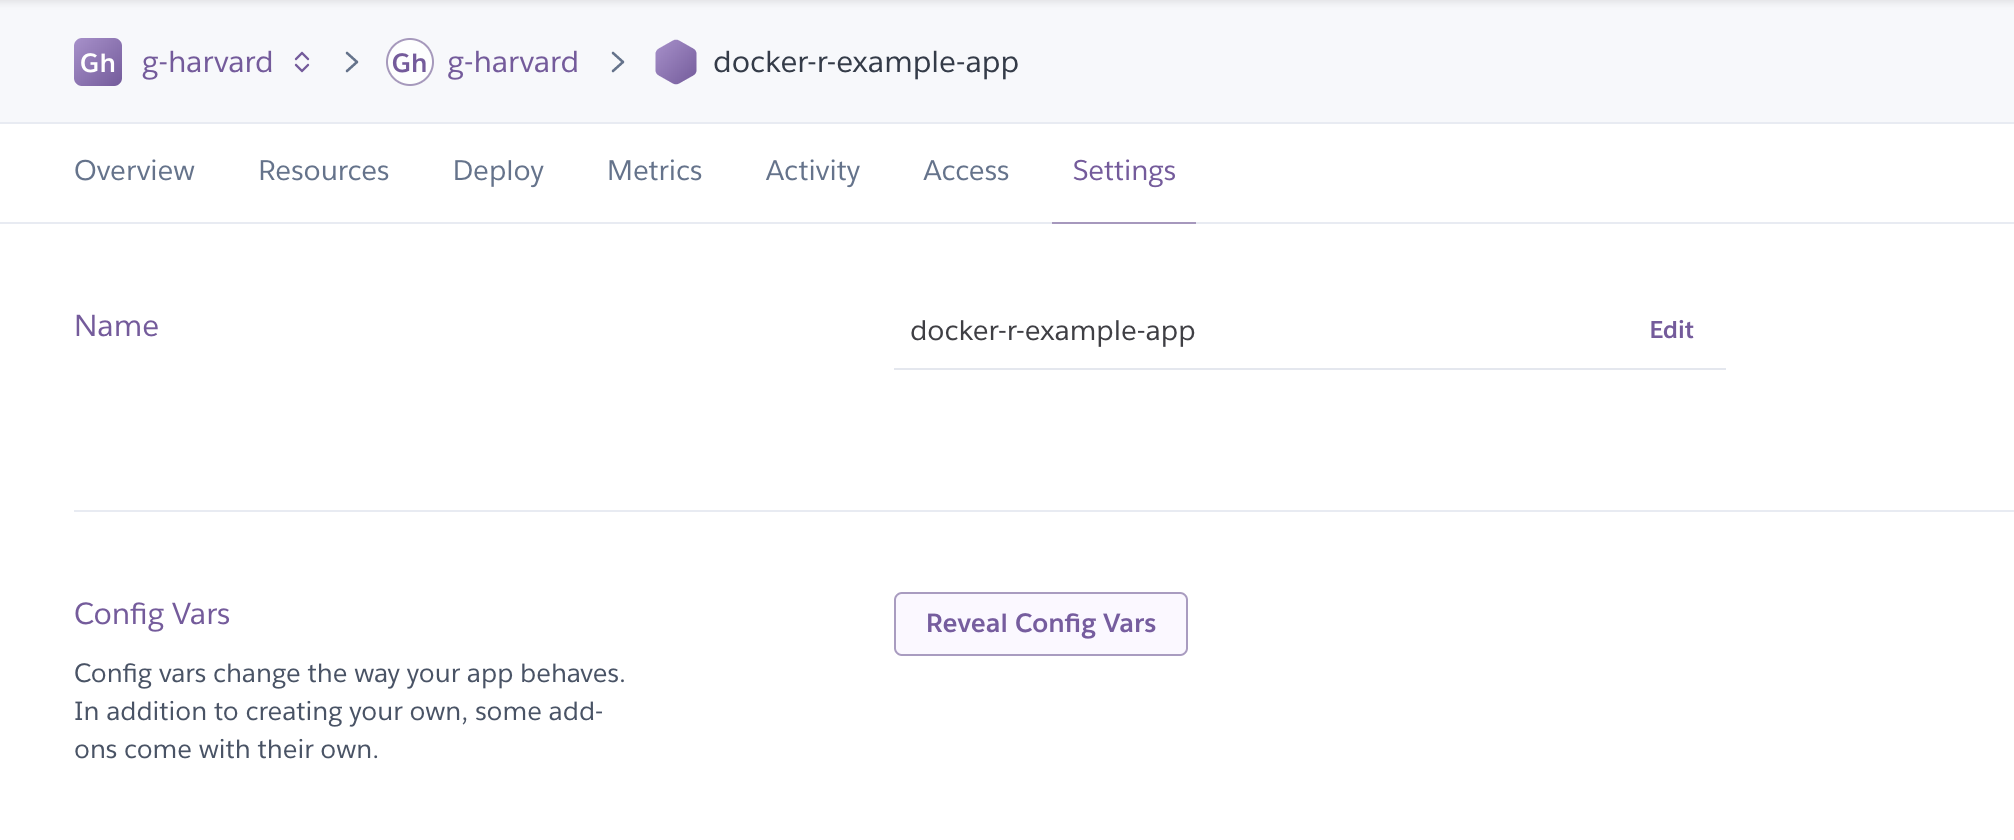 Gh g-harvard > Gh g-harvard > docker-r-example-app
Overview Resources Deploy Metrics Activity Access Settings
Name docker-r-example-app Edit
Config Vars Reveal Config Vars
Config vars change the way your app behaves.
In addition to creating your own, some add-
ons come with their own.